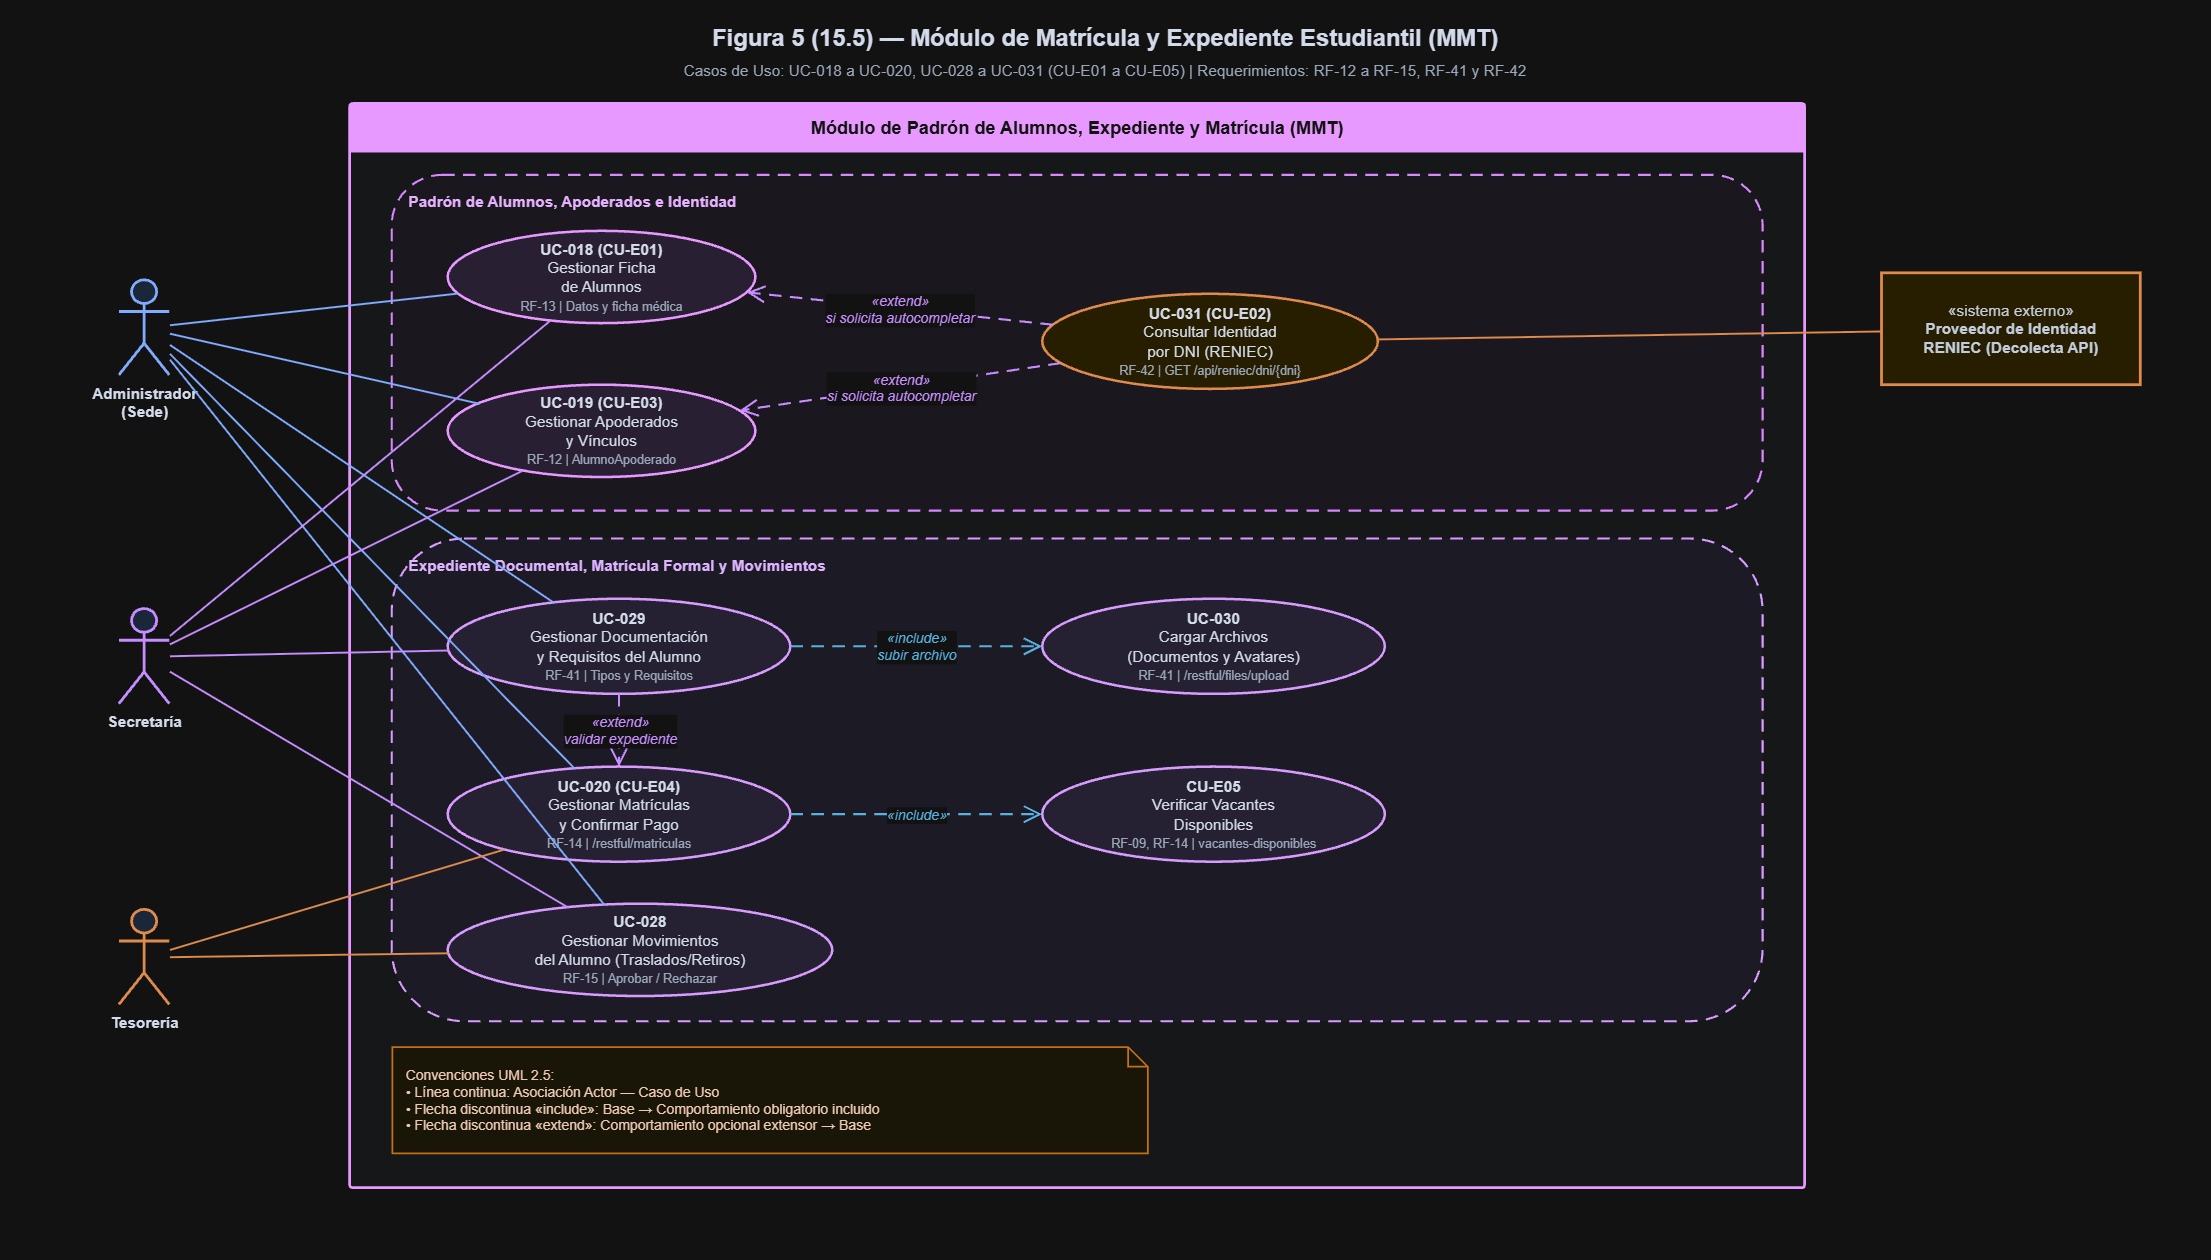 Figura 5 (15.5) — Módulo de Matrícula y Expediente Estudiantil (MMT)
Casos de Uso: UC-018 a UC-020, UC-028 a UC-031 (CU-E01 a CU-E05) | Requerimientos: RF-12 a RF-15, RF-41 y RF-42
Módulo de Padrón de Alumnos, Expediente y Matrícula (MMT)
Padrón de Alumnos, Apoderados e Identidad
UC-018 (CU-E01)
Gestionar Ficha
de Alumnos
RF-13 | Datos y ficha médica
«extend»
si solicita autocompletar
UC-031 (CU-E02)
Consultar Identidad
por DNI (RENIEC)
RF-42 | GET /api/reniec/dni/{dni}
«sistema externo»
Proveedor de Identidad
RENIEC (Decolecta API)
Administrador
(Sede)
«extend»
si solicita autocompletar
UC-019 (CU-E03)
Gestionar Apoderados
y Vínculos
RF-12 | AlumnoApoderado
Expediente Documental, Matrícula Formal y Movimientos
UC-029
Gestionar Documentación
y Requisitos del Alumno
RF-41 | Tipos y Requisitos
«include»
subir archivo
UC-030
Cargar Archivos
(Documentos y Avatares)
RF-41 | /restful/files/upload
Secretaría
«extend»
validar expediente
UC-020 (CU-E04)
Gestionar Matrículas
y Confirmar Pago
RF-14 | /restful/matriculas
«include»
CU-E05
Verificar Vacantes
Disponibles
RF-09, RF-14 | vacantes-disponibles
UC-028
Gestionar Movimientos
del Alumno (Traslados/Retiros)
RF-15 | Aprobar / Rechazar
Tesorería
Convenciones UML 2.5:
• Línea continua: Asociación Actor — Caso de Uso
• Flecha discontinua «include»: Base → Comportamiento obligatorio incluido
• Flecha discontinua «extend»: Comportamiento opcional extensor → Base